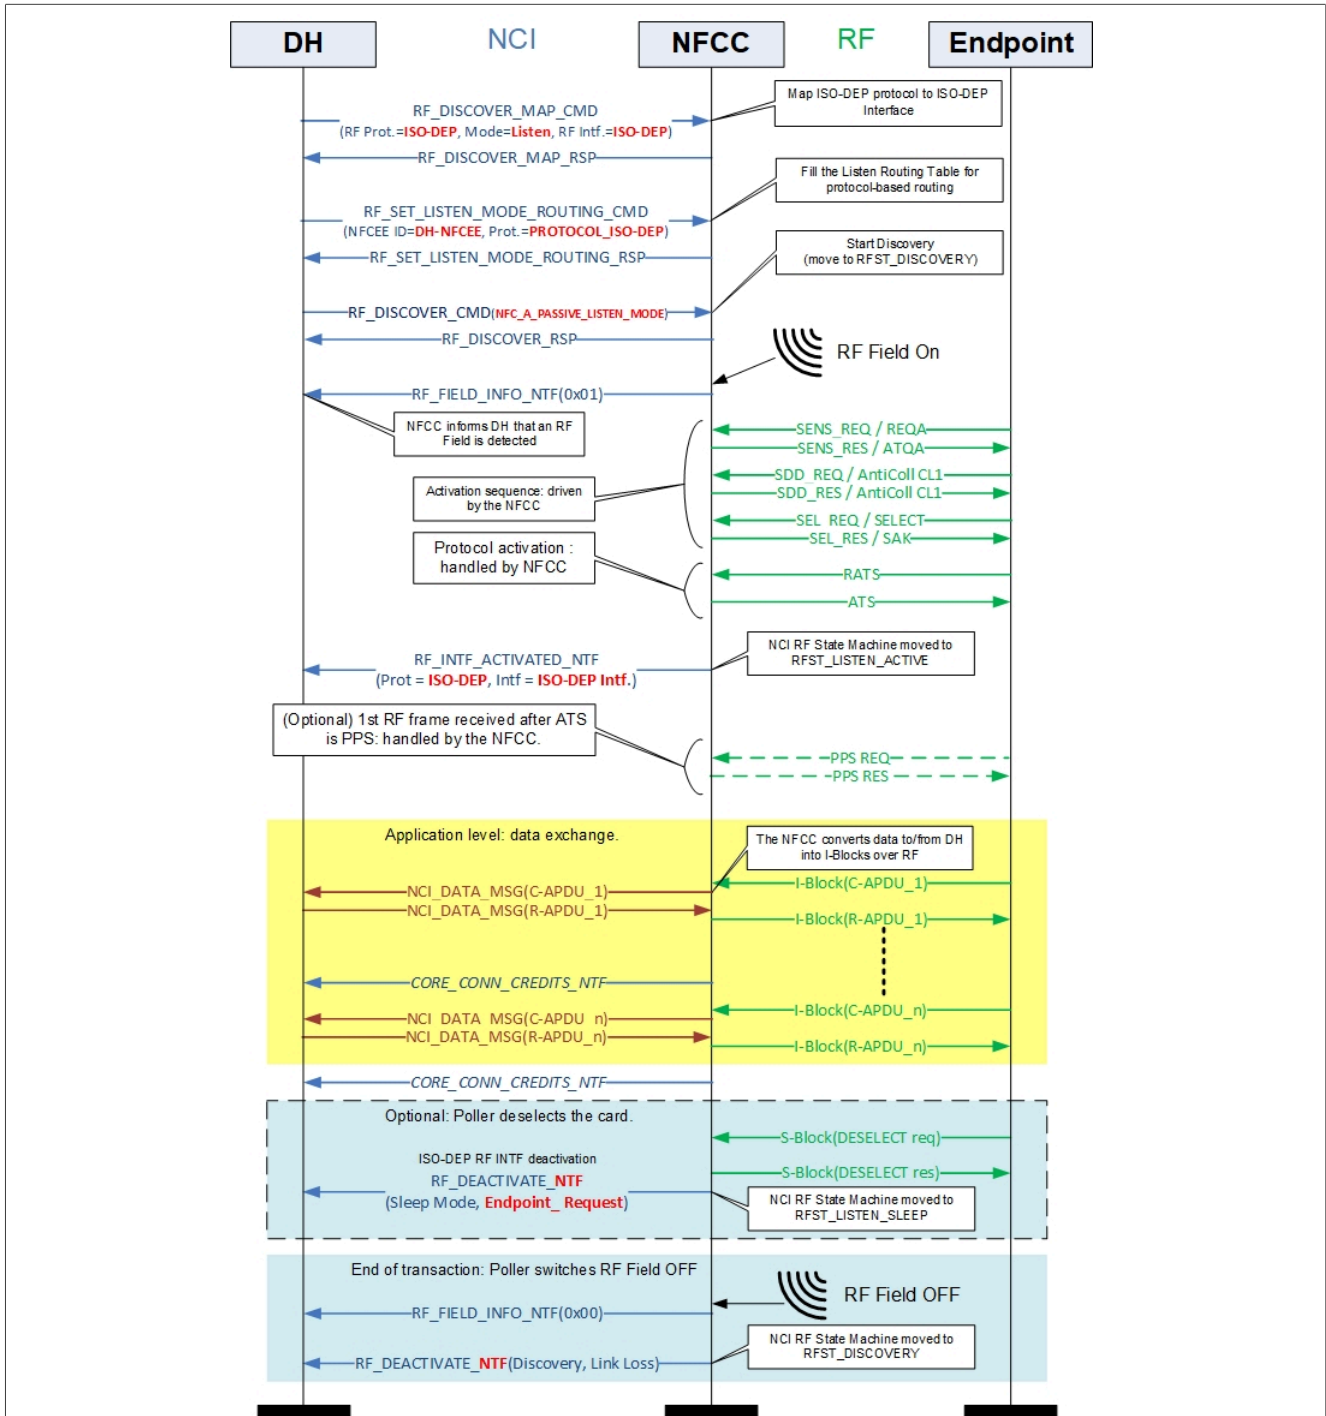 DH
NCI
NFCC
RF
Endpoint
Map ISO-DEP protocol to ISO-DEP
Interface
RF_DISCOVER_MAP_CMD
(RF Prot.=ISO-DEP, Mode=Listen, RF Intf.=ISO-DEP)
RF_DISCOVER_MAP_RSP
Fill the Listen Routing Table for
protocol-based routing
RF_SET_LISTEN_MODE_ROUTING_CMD
(NFCEE ID=DH-NFCEE, Prot.=PROTOCOL_ISO-DEP)
RF_SET_LISTEN_MODE_ROUTING_RSP
Start Discovery
(move to RFST_DISCOVERY)
RF_DISCOVER_CMD(NFC_A_PASSIVE_LISTEN_MODE)
RF_DISCOVER_RSP
RF Field On
RF_FIELD_INFO_NTF(0x01)
NFCC informs DH that an RF
Field is detected
SENS_REQ / REQA
SENS_RES / ATQA
SDD_REQ / AntiColl CL1
SDD_RES / AntiColl CL1
Activation sequence: driven
by the NFCC
SEL_REQ / SELECT
SEL_RES / SAK
Protocol activation :
handled by NFCC
RATS
ATS
NCI RF State Machine moved to
RFST_LISTEN_ACTIVE
RF_INTF_ACTIVATED_NTF
(Prot = ISO-DEP, Intf = ISO-DEP Intf.)
(Optional) 1st RF frame received after ATS
is PPS: handled by the NFCC.
PPS REQ
PPS RES
Application level: data exchange.
The NFCC converts data to/from DH
into I-Blocks over RF
I-Block(C-APDU_1)
NCI_DATA_MSG(C-APDU_1)
NCI_DATA_MSG(R-APDU_1)
I-Block(R-APDU_1)
CORE_CONN_CREDITS_NTF
I-Block(C-APDU_n)
NCI_DATA_MSG(C-APDU_n)
NCI_DATA_MSG(R-APDU_n)
I-Block(R-APDU_n)
CORE_CONN_CREDITS_NTF
Optional: Poller deselects the card.
S-Block(DESELECT req)
ISO-DEP RF INTF deactivation
S-Block(DESELECT res)
RF_DEACTIVATE_NTF
(Sleep Mode, Endpoint_ Request)
NCI RF State Machine moved to
RFST_LISTEN_SLEEP
End of transaction: Poller switches RF Field OFF
RF Field OFF
RF_FIELD_INFO_NTF(0x00)
NCI RF State Machine moved to
RFST_DISCOVERY
RF_DEACTIVATE_NTF(Discovery, Link Loss)